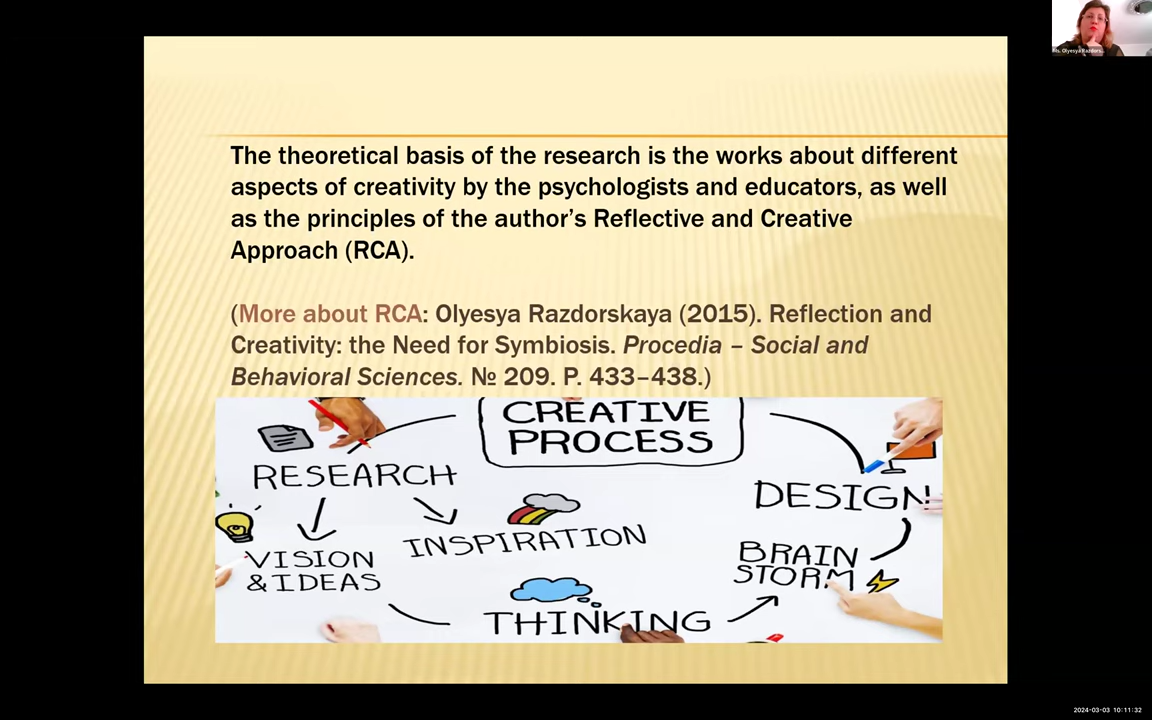 The theoretical basis of the research is the works about different
aspects of creativity by the psychologists and educators, as well
as the principles of the author’s Reflective and Creative
Approach (RCA).
(More about RCA: Olyesya Razdorskaya (2015). Reflection and
Creativity: the Need for Symbiosis. Procedia – Social and
Behavioral Sciences. № 209. P. 433–438.)
CREATIVE
PROCESS
RESEARCH
DESIGN
INSPIRATION
VISION
& IDEAS
BRAIN
STORM
THINKING
2024-03-03 10:11:32